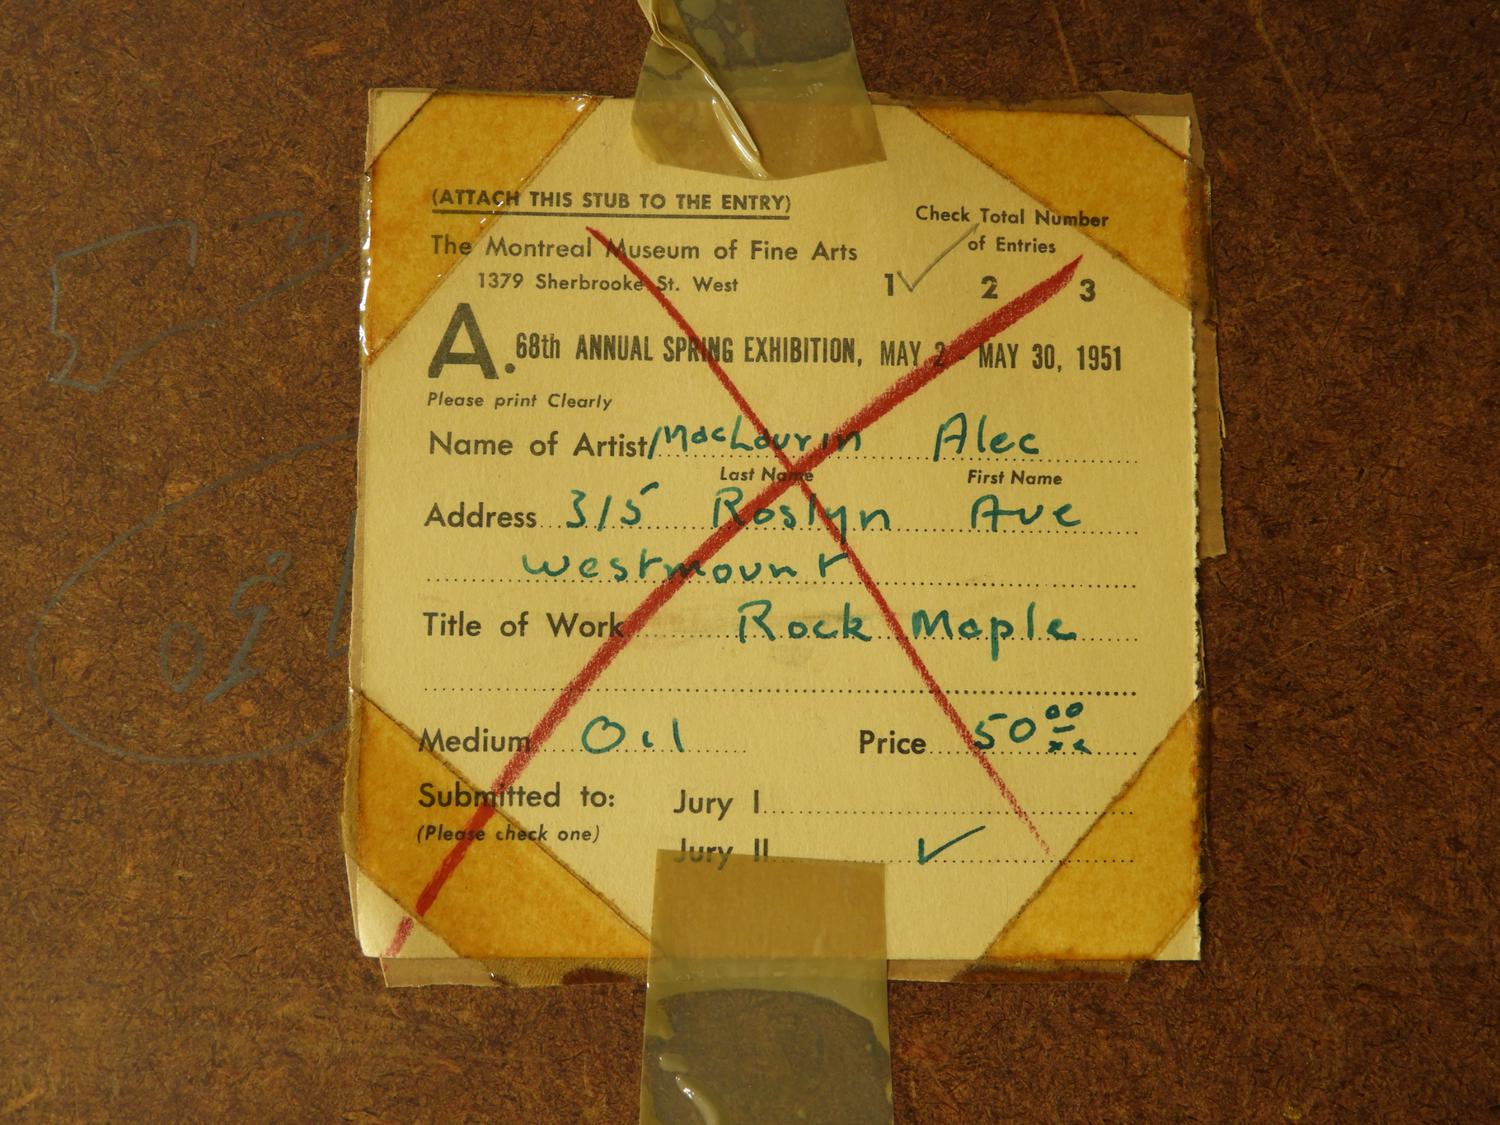 (ATTACH THIS STUB TO THE ENTRY)
The Montreal Museum of Fine Arts
1379 Sherbrooke St. West
Check Total Number
of Entries
1 ✓ 2 3
A. 68th ANNUAL SPRING EXHIBITION, MAY 2 - MAY 30, 1951
Please print Clearly
Name of Artist MacLaurin Alec
Last Name First Name
Address 315 Roslyn Ave
Westmount
Title of Work Rock Maple
Medium Oil Price 50 00/xx
Submitted to: Jury I
(Please check one)
Jury II ✓